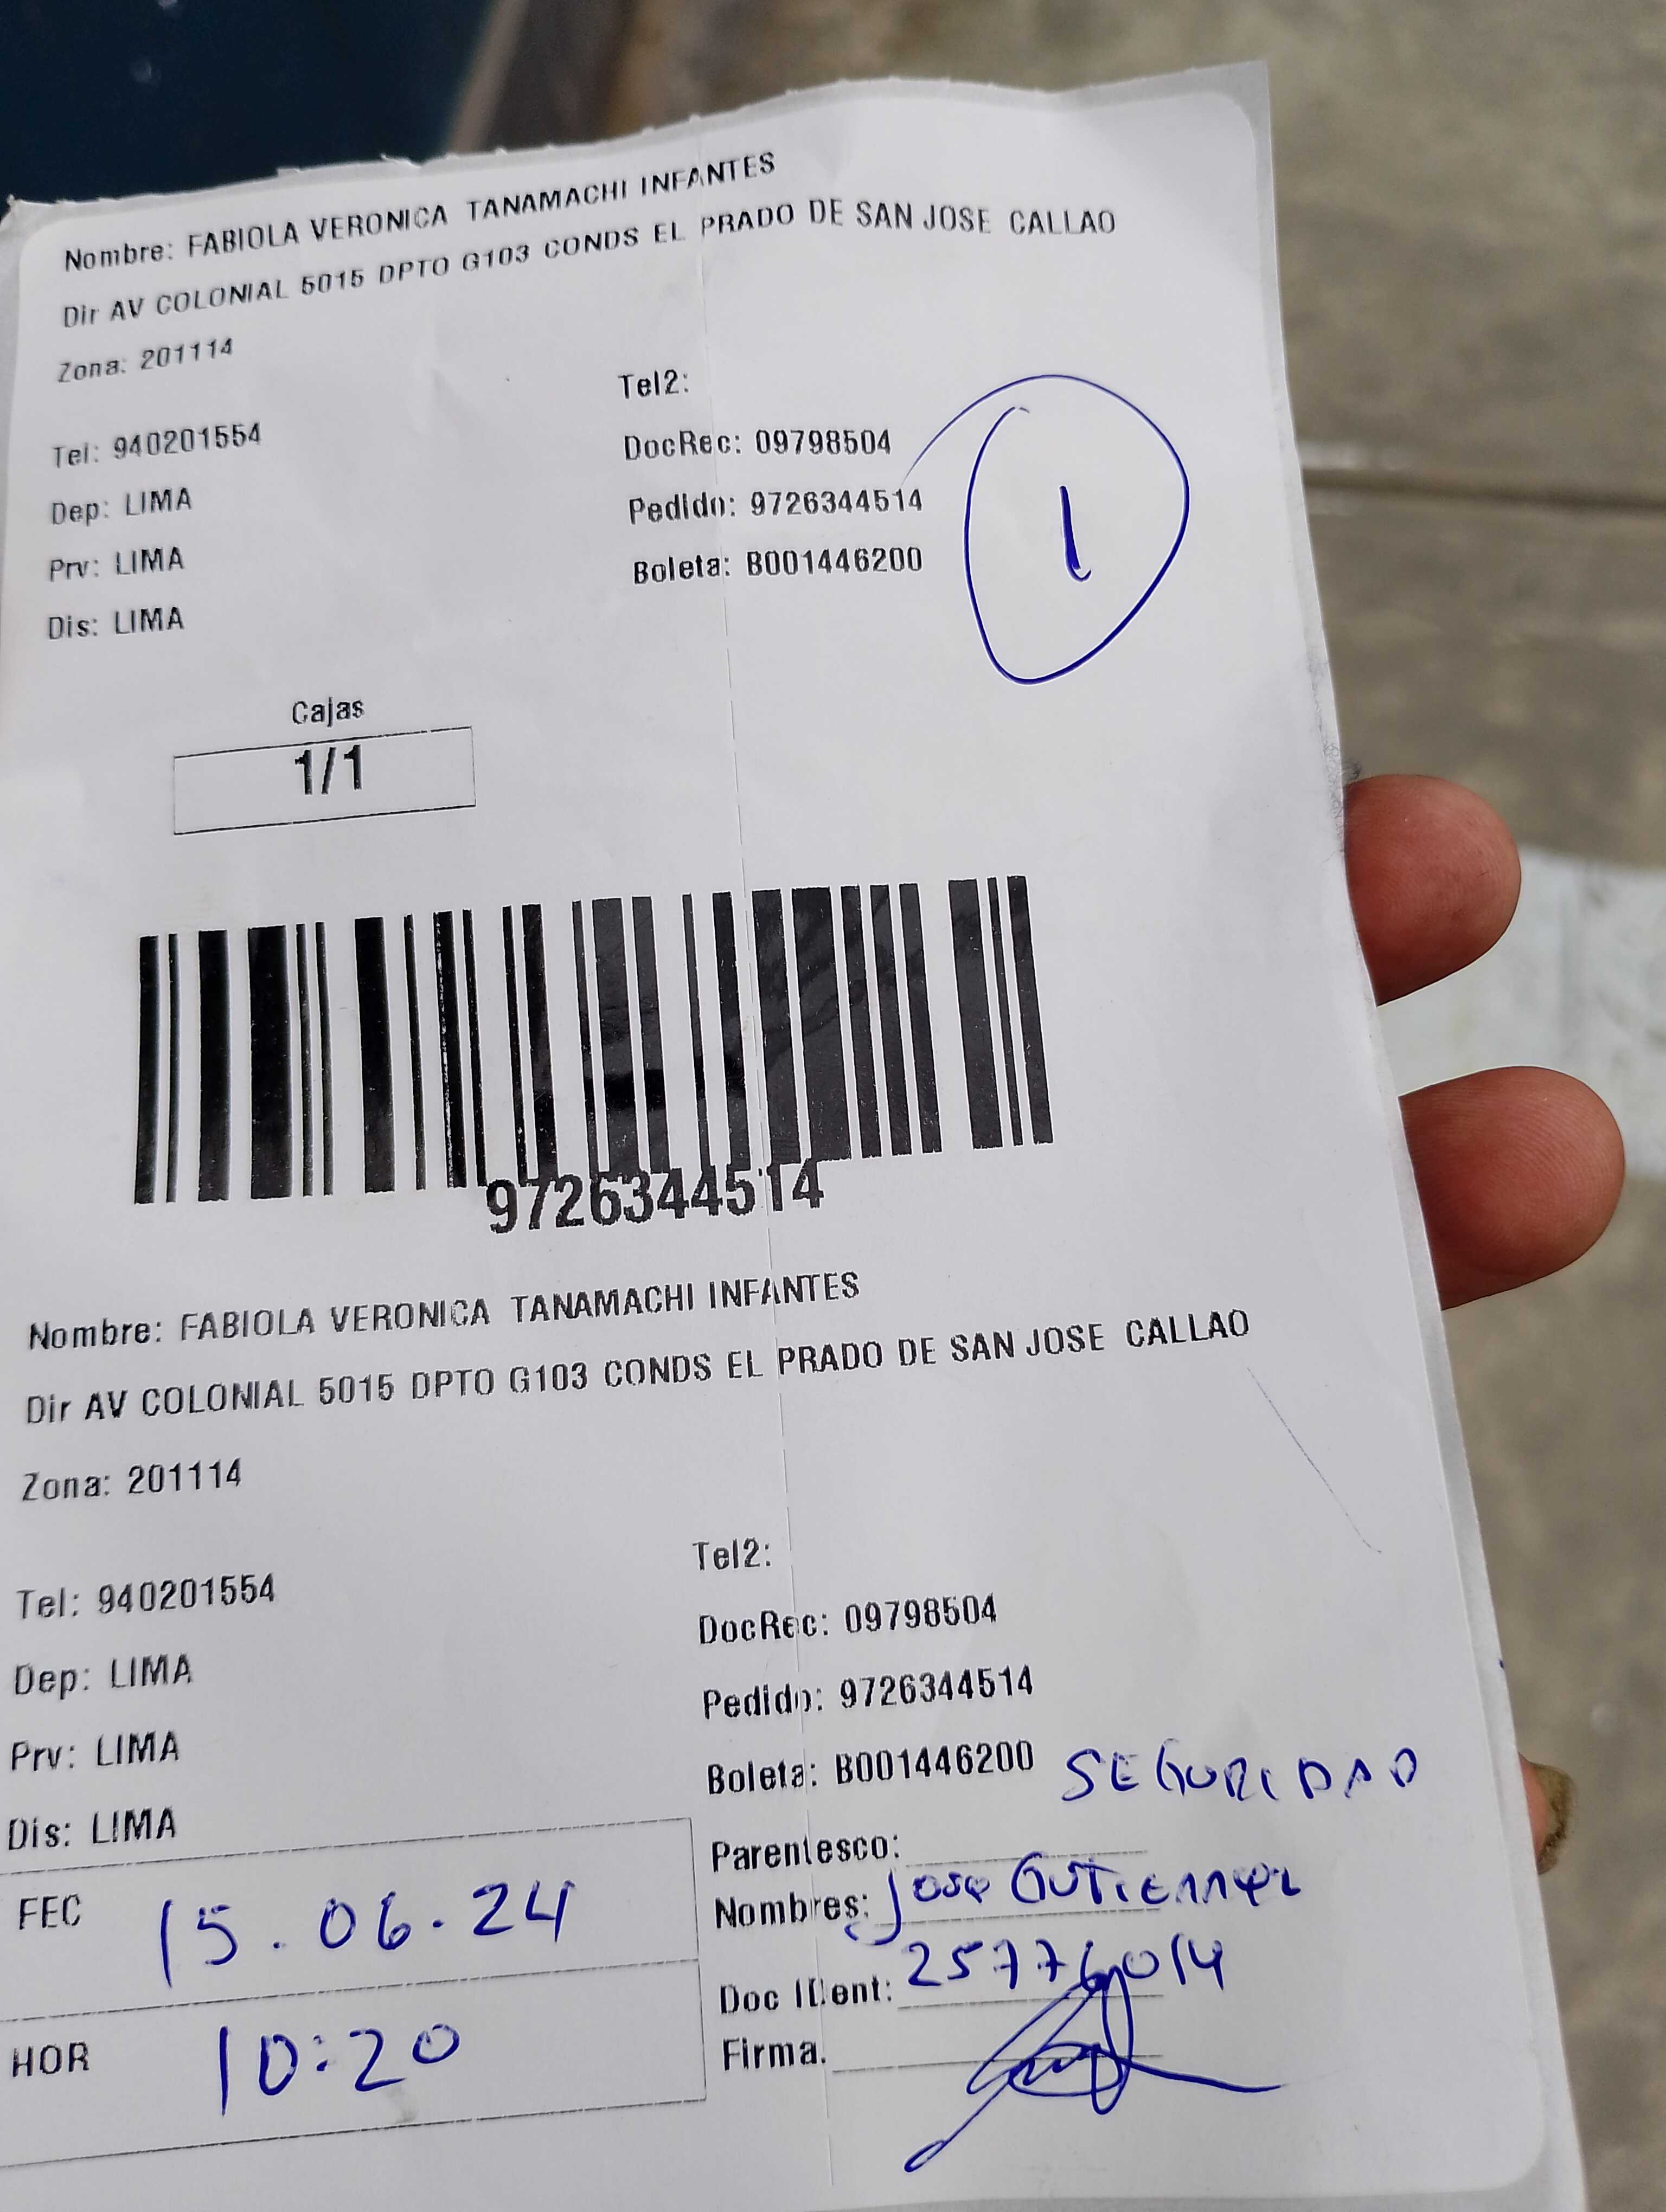 Nombre: FABIOLA VERONICA TANAMACHI INFANTES
Dir AV COLONIAL 5015 DPTO G103 CONDS EL PRADO DE SAN JOSE CALLAO
Zona: 201114
Tel2:
Tel: 940201554
DocRec: 09798504
Dep: LIMA
Pedido: 9726344514
Prv: LIMA
Boleta: B001446200
Dis: LIMA
1
Cajas
1/1
9726344514
Nombre: FABIOLA VERONICA TANAMACHI INFANTES
Dir AV COLONIAL 5015 DPTO G103 CONDS EL PRADO DE SAN JOSE CALLAO
Zona: 201114
Tel2:
Tel: 940201554
DocRec: 09798504
Dep: LIMA
Pedido: 9726344514
Prv: LIMA
Boleta: B001446200
Dis: LIMA
SEGURIDAD
Parentesco:
FEC 15.06.24
Nombres: Jose GUTIERREZ
Doc IDent: 25776014
HOR 10:20
Firma.